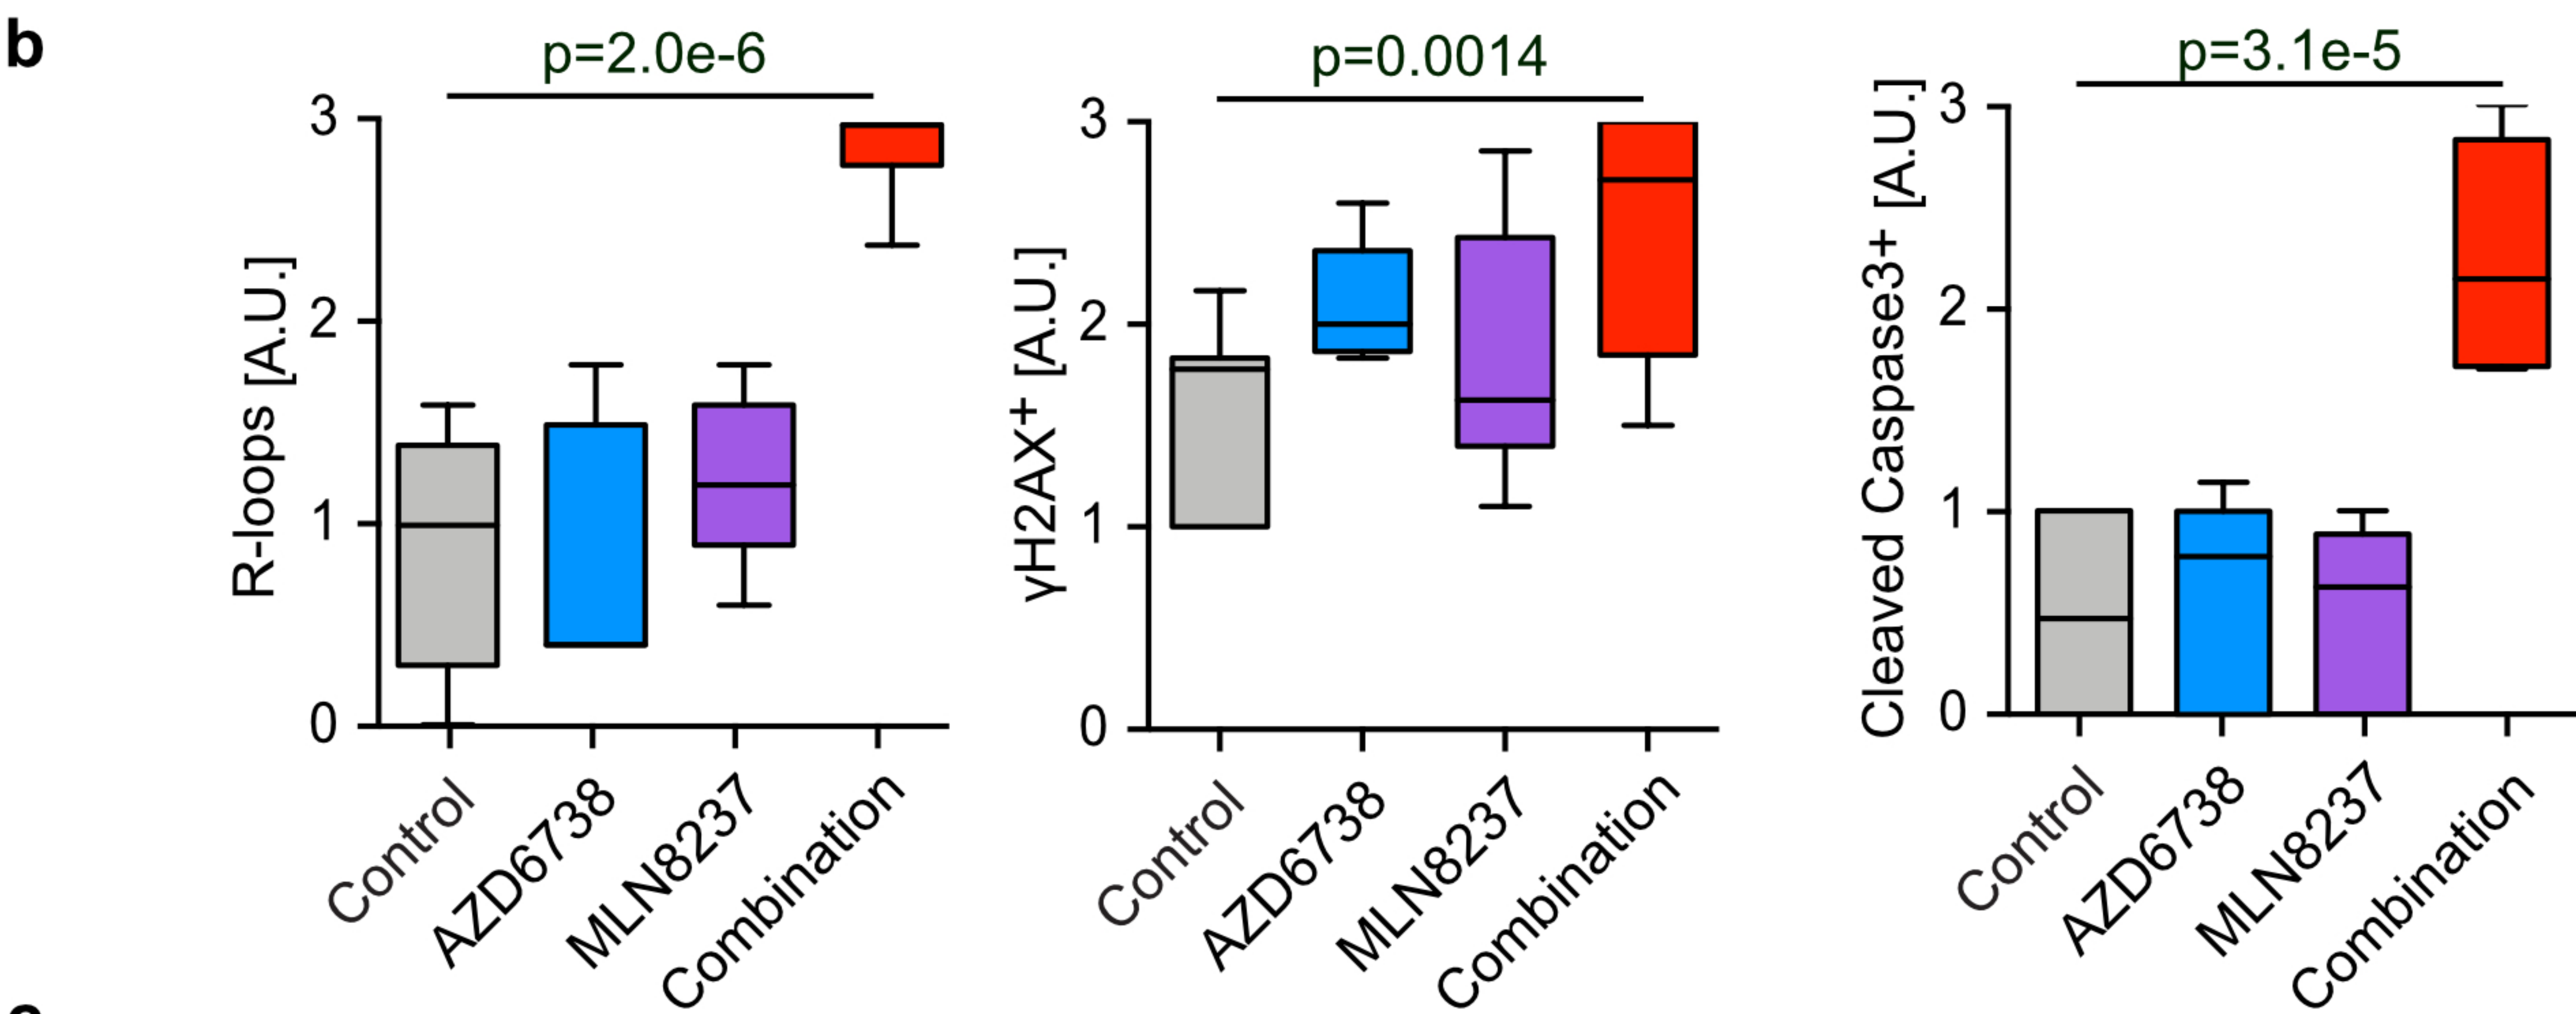 b
p=2.0e-6
R-loops [A.U.]
3
2
1
0
Control
AZD6738
MLN8237
Combination
p=0.0014
γH2AX⁺ [A.U.]
3
2
1
0
Control
AZD6738
MLN8237
Combination
p=3.1e-5
Cleaved Caspase3+ [A.U.]
3
2
1
0
Control
AZD6738
MLN8237
Combination